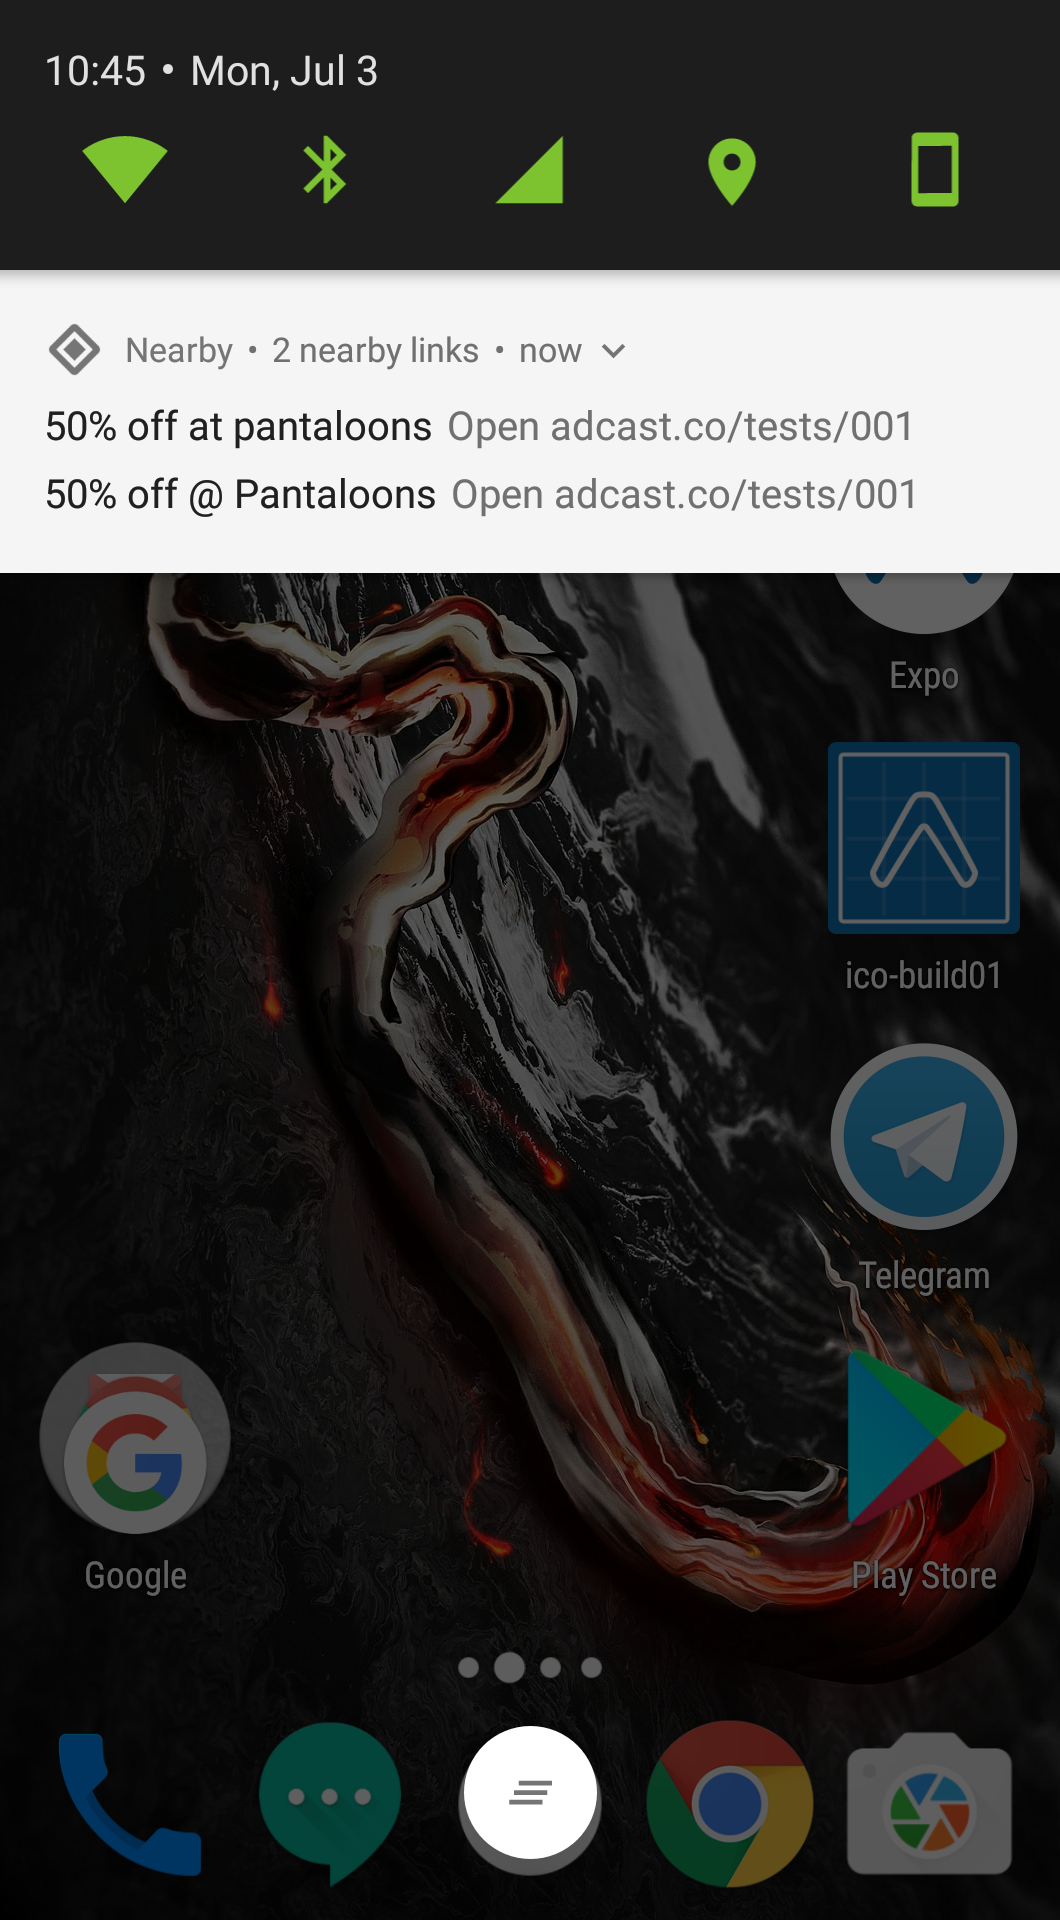 10:45 • Mon, Jul 3
Nearby • 2 nearby links • now
50% off at pantaloons Open adcast.co/tests/001
50% off @ Pantaloons Open adcast.co/tests/001
Expo
ico-build01
Telegram
Google
Play Store